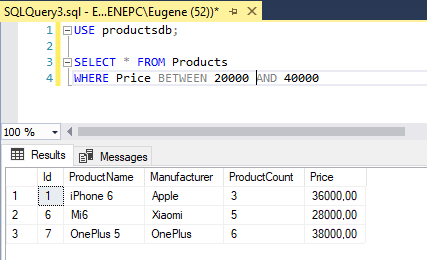 SQLQuery3.sql - E...ENEPC\Eugene (52))*
1 USE productsdb;
2
3 SELECT * FROM Products
4 WHERE Price BETWEEN 20000 AND 40000
100 %
Results Messages
Id ProductName Manufacturer ProductCount Price
1 1 iPhone 6 Apple 3 36000,00
2 6 Mi6 Xiaomi 5 28000,00
3 7 OnePlus 5 OnePlus 6 38000,00